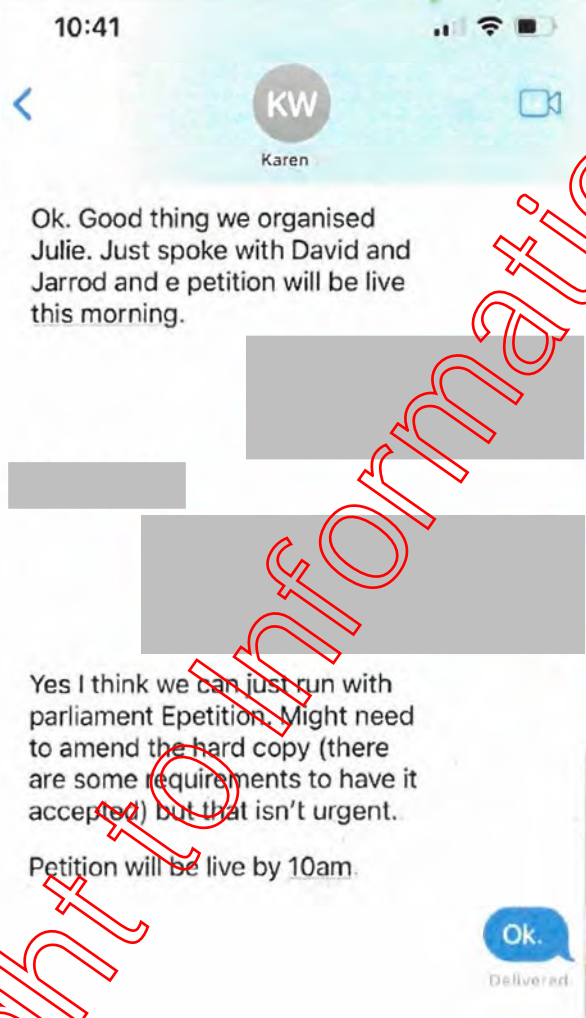 10:41
KW
Karen
Ok. Good thing we organised
Julie. Just spoke with David and
Jarrod and e petition will be live
this morning.
Yes I think we can just run with
parliament Epetition. Might need
to amend the hard copy (there
are some requirements to have it
accepted) but that isn't urgent.
Petition will be live by 10am.
Ok.
Delivered
ght to Informatio